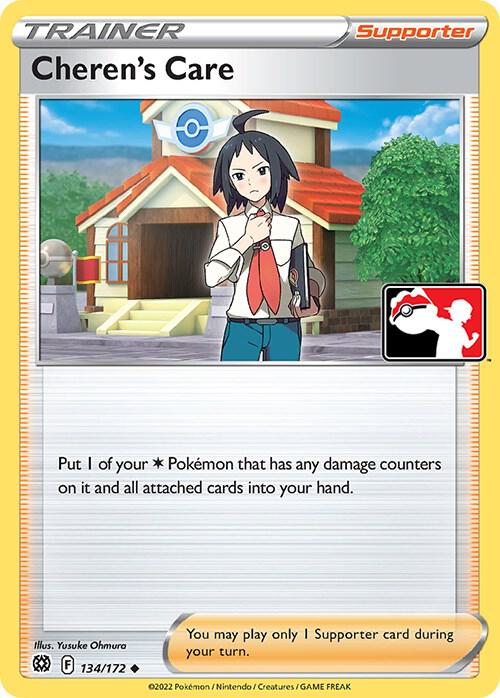 TRAINER
Supporter
Cheren's Care
Put 1 of your ✶ Pokémon that has any damage counters
on it and all attached cards into your hand.
You may play only 1 Supporter card during
your turn.
Illus. Yusuke Ohmura
F 134/172 ◆
©2022 Pokémon / Nintendo / Creatures / GAME FREAK